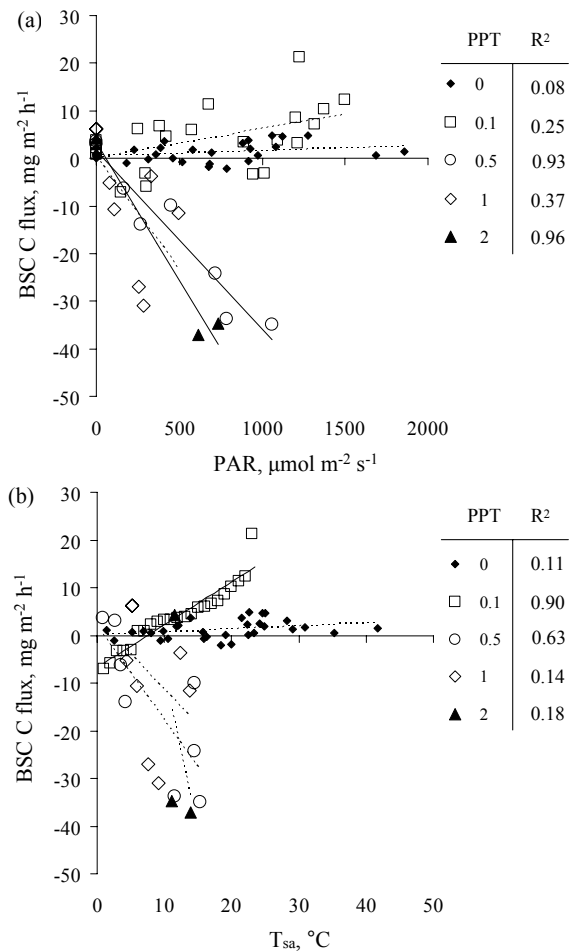 (a)
BSC C flux, mg m-2 h-1
30
20
10
0
-10
-20
-30
-40
-50
0 500 1000 1500 2000
PAR, μmol m-2 s-1
PPT R2
0 0.08
0.1 0.25
0.5 0.93
1 0.37
2 0.96
(b)
BSC C flux, mg m-2 h-1
30
20
10
0
-10
-20
-30
-40
-50
0 10 20 30 40 50
Tsa, °C
PPT R2
0 0.11
0.1 0.90
0.5 0.63
1 0.14
2 0.18